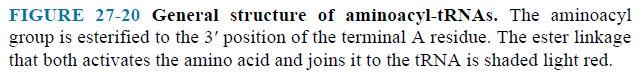 FIGURE 27-20 General structure of aminoacyl-tRNAs. The aminoacyl
group is esterified to the 3′ position of the terminal A residue. The ester linkage
that both activates the amino acid and joins it to the tRNA is shaded light red.